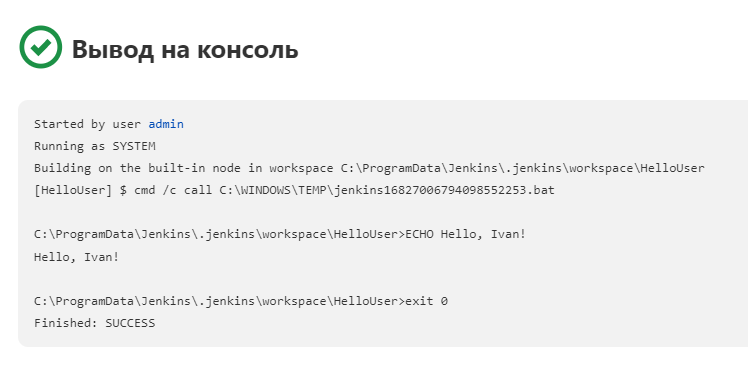 Вывод на консоль
Started by user admin
Running as SYSTEM
Building on the built-in node in workspace C:\ProgramData\Jenkins\.jenkins\workspace\HelloUser
[HelloUser] $ cmd /c call C:\WINDOWS\TEMP\jenkins16827006794098552253.bat
C:\ProgramData\Jenkins\.jenkins\workspace\HelloUser>ECHO Hello, Ivan!
Hello, Ivan!
C:\ProgramData\Jenkins\.jenkins\workspace\HelloUser>exit 0
Finished: SUCCESS